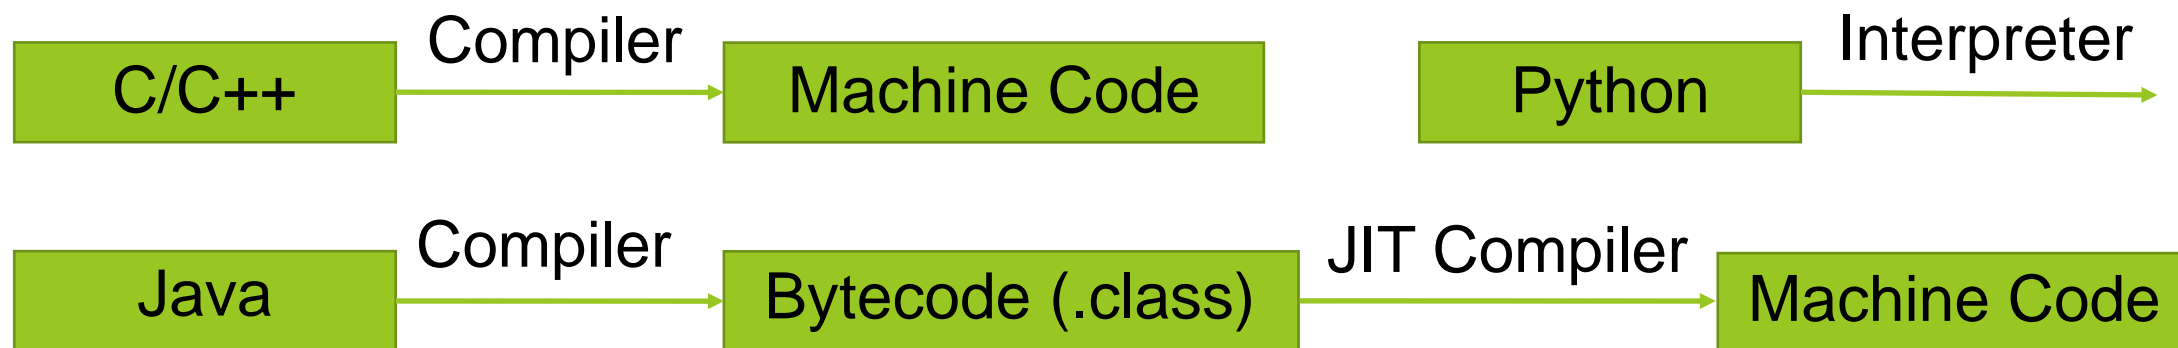 C/C++
Compiler
Machine Code
Python
Interpreter
Java
Compiler
Bytecode (.class)
JIT Compiler
Machine Code